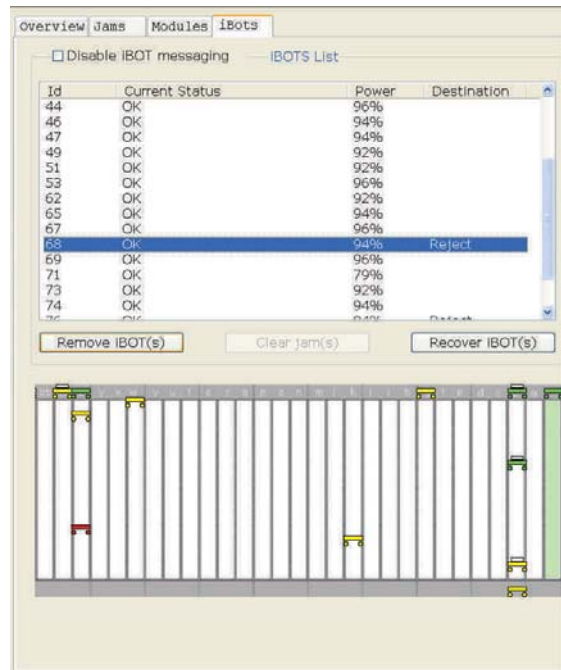 Overview Jams Modules iBots
Disable iBOT messaging iBOTS List
Id Current Status Power Destination
44 OK 96%
46 OK 94%
47 OK 94%
49 OK 92%
51 OK 92%
53 OK 96%
62 OK 92%
65 OK 94%
67 OK 96%
68 OK 94% Reject
69 OK 96%
71 OK 79%
73 OK 92%
74 OK 94%
Remove iBOT(s) Clear jam(s) Recover iBOT(s)